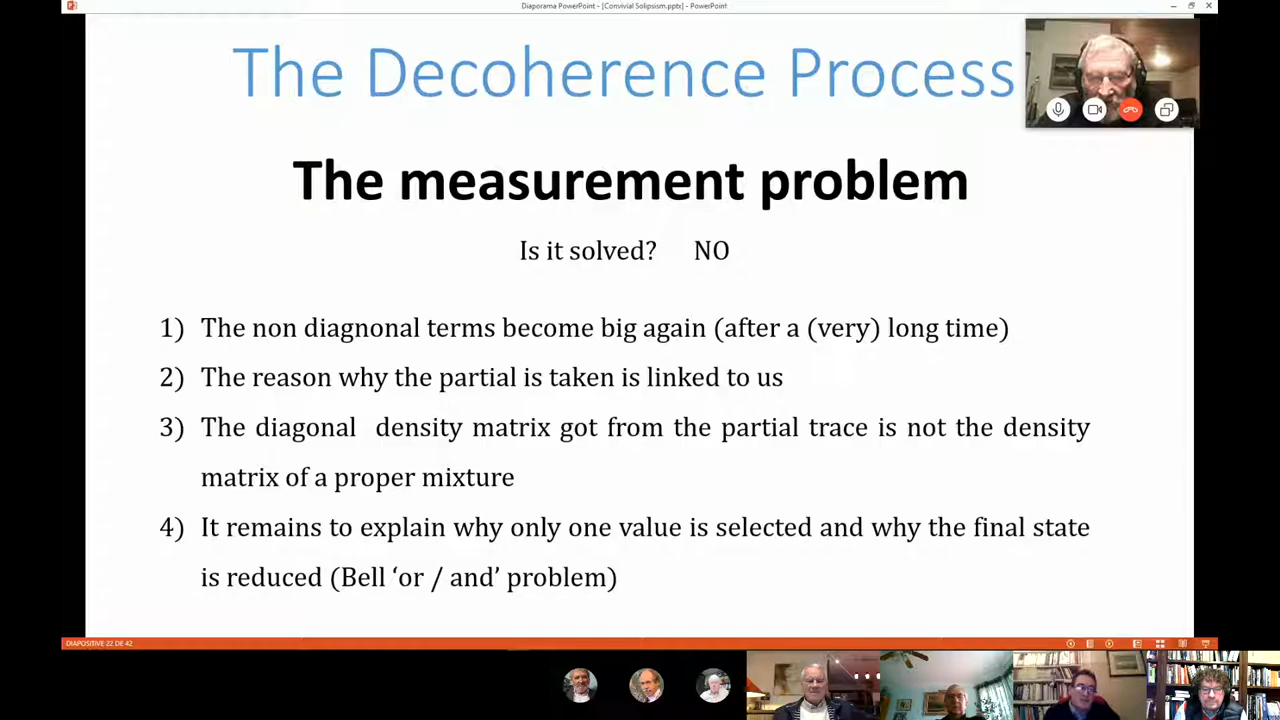 Diaporama PowerPoint - [Convivial Solipsism.pptx] - PowerPoint
The Decoherence Process
The measurement problem
Is it solved? NO
1) The non diagnonal terms become big again (after a (very) long time)
2) The reason why the partial is taken is linked to us
3) The diagonal density matrix got from the partial trace is not the density
matrix of a proper mixture
4) It remains to explain why only one value is selected and why the final state
is reduced (Bell ‘or / and’ problem)
DIAPOSITIVE 22 DE 42